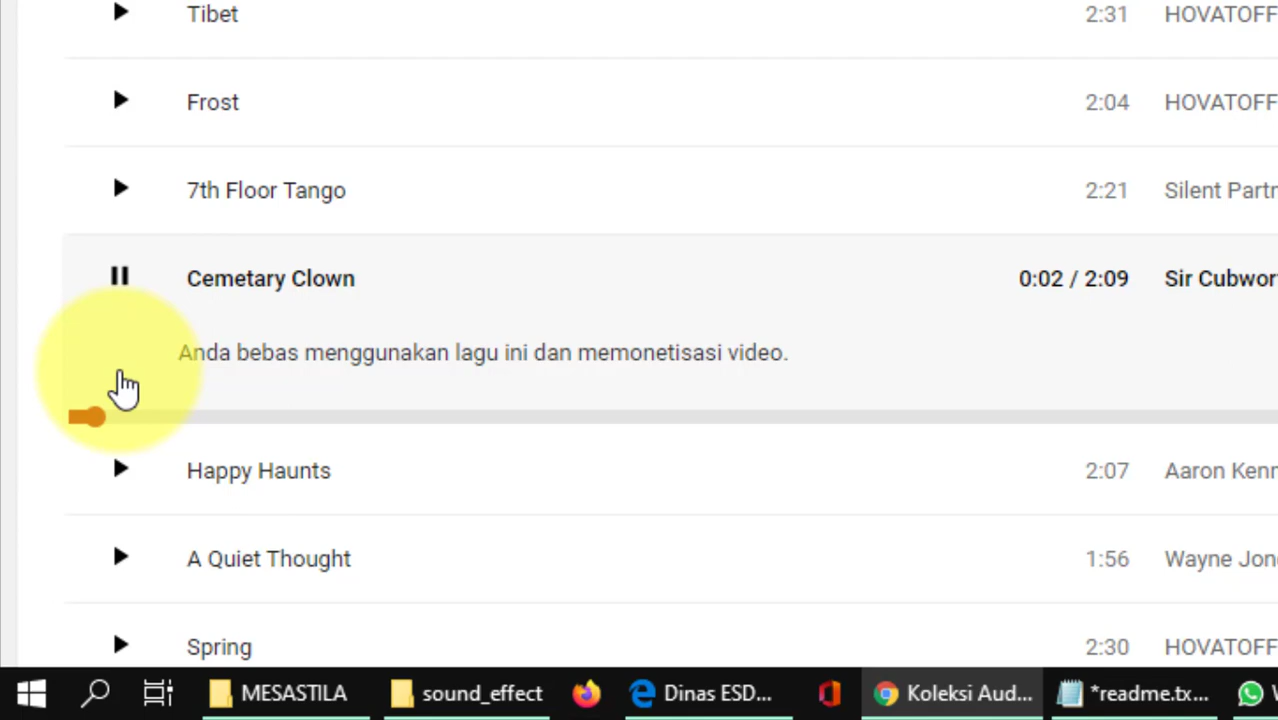 Tibet 2:31 HOVATOFF
Frost 2:04 HOVATOFF
7th Floor Tango 2:21 Silent Partn
Cemetary Clown 0:02 / 2:09 Sir Cubwor
Anda bebas menggunakan lagu ini dan memonetisasi video.
Happy Haunts 2:07 Aaron Kenn
A Quiet Thought 1:56 Wayne Jon
Spring 2:30 HOVATOFF
MESASTILA sound_effect Dinas ESD... Koleksi Aud... *readme.tx...